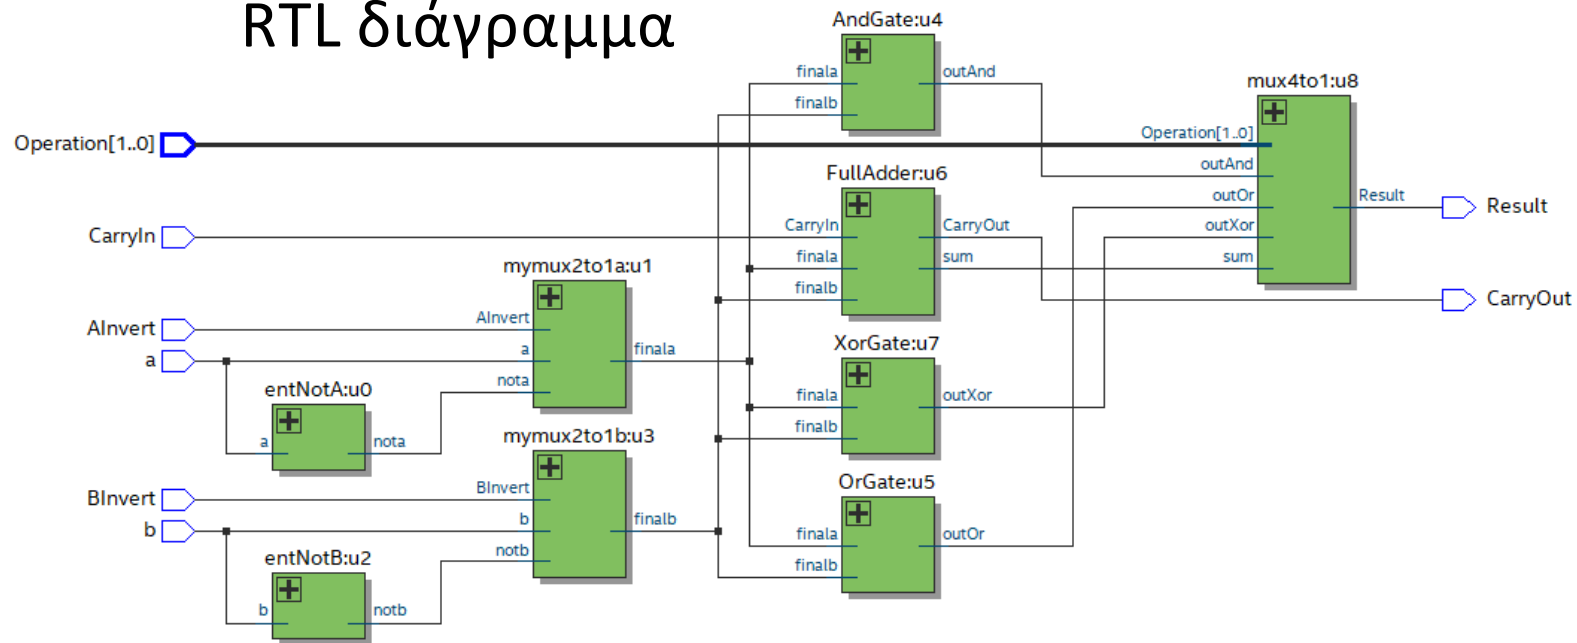 RTL διάγραμμα
AndGate:u4
finala
finalb
outAnd
mux4to1:u8
Operation[1..0]
Operation[1..0]
outAnd
outOr
outXor
sum
Result
Result
FullAdder:u6
CarryIn
CarryIn
finala
finalb
CarryOut
sum
CarryOut
mymux2to1a:u1
AInvert
AInvert
a
a
nota
finala
entNotA:u0
a
nota
XorGate:u7
finala
finalb
outXor
mymux2to1b:u3
BInvert
BInvert
b
b
notb
finalb
entNotB:u2
b
notb
OrGate:u5
finala
finalb
outOr